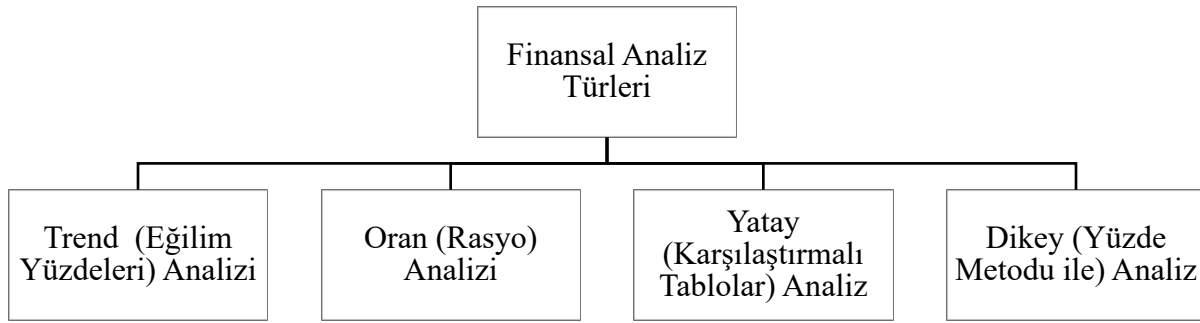 Finansal Analiz
Türleri
Trend (Eğilim
Yüzdeleri) Analizi
Oran (Rasyo)
Analizi
Yatay
(Karşılaştırmalı
Tablolar) Analiz
Dikey (Yüzde
Metodu ile) Analiz